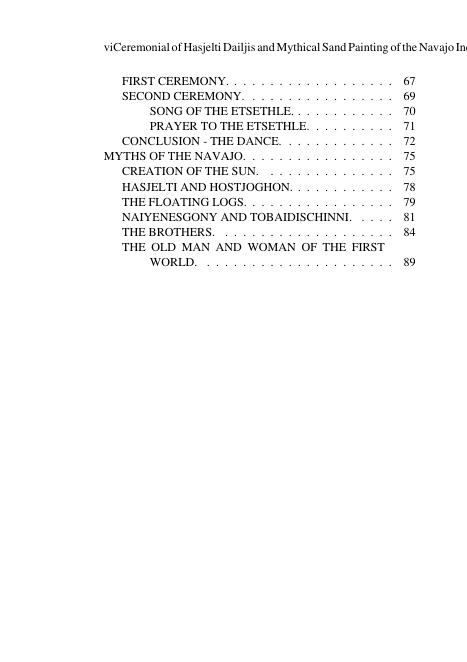 viCeremonial of Hasjelti Dailjis and Mythical Sand Painting of the Navajo In
FIRST CEREMONY. . . . . . . . . . . . . . . . . . 67
SECOND CEREMONY. . . . . . . . . . . . . . . . 69
SONG OF THE ETSETHLE. . . . . . . . . . . 70
PRAYER TO THE ETSETHLE. . . . . . . . . 71
CONCLUSION - THE DANCE. . . . . . . . . . . . 72
MYTHS OF THE NAVAJO. . . . . . . . . . . . . . . . 75
CREATION OF THE SUN. . . . . . . . . . . . . . . 75
HASJELTI AND HOSTJOGHON. . . . . . . . . . . 78
THE FLOATING LOGS. . . . . . . . . . . . . . . . 79
NAIYENESGONY AND TOBAIDISCHINNI. . . . . 81
THE BROTHERS. . . . . . . . . . . . . . . . . . . 84
THE OLD MAN AND WOMAN OF THE FIRST
WORLD. . . . . . . . . . . . . . . . . . . . . 89